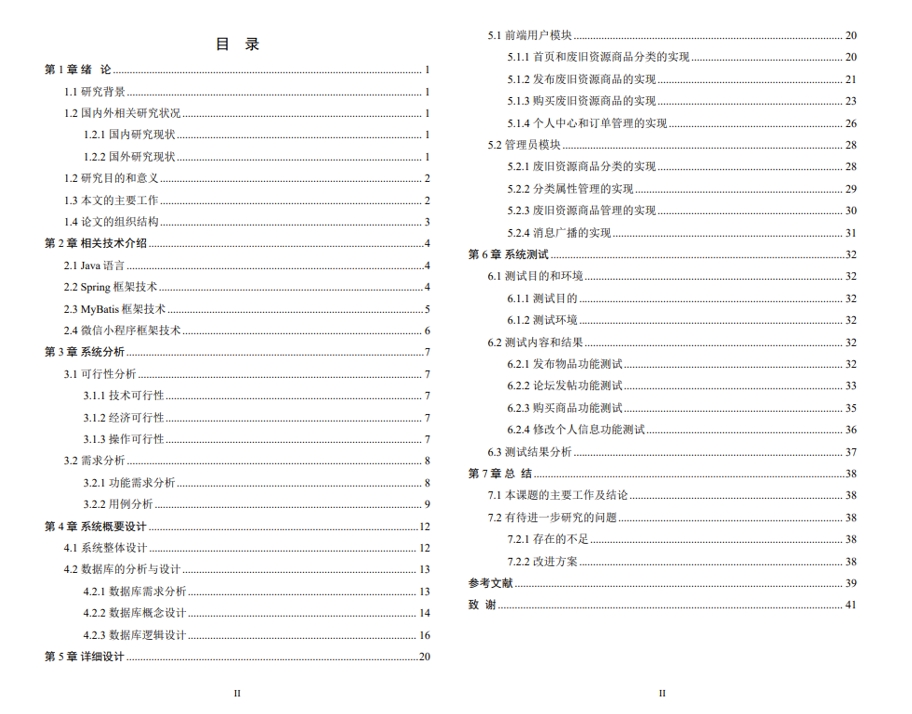 目 录
第 1 章 绪 论 1
1.1 研究背景 1
1.2 国内外相关研究状况 1
1.2.1 国内研究现状 1
1.2.2 国外研究现状 1
1.2 研究目的和意义 2
1.3 本文的主要工作 2
1.4 论文的组织结构 3
第 2 章 相关技术介绍 4
2.1 Java 语言 4
2.2 Spring 框架技术 4
2.3 MyBatis 框架技术 5
2.4 微信小程序框架技术 6
第 3 章 系统分析 7
3.1 可行性分析 7
3.1.1 技术可行性 7
3.1.2 经济可行性 7
3.1.3 操作可行性 7
3.2 需求分析 8
3.2.1 功能需求分析 8
3.2.2 用例分析 9
第 4 章 系统概要设计 12
4.1 系统整体设计 12
4.2 数据库的分析与设计 13
4.2.1 数据库需求分析 13
4.2.2 数据库概念设计 14
4.2.3 数据库逻辑设计 16
第 5 章 详细设计 20
II
5.1 前端用户模块 20
5.1.1 首页和废旧资源商品分类的实现 20
5.1.2 发布废旧资源商品的实现 21
5.1.3 购买废旧资源商品的实现 23
5.1.4 个人中心和订单管理的实现 26
5.2 管理员模块 28
5.2.1 废旧资源商品分类的实现 28
5.2.2 分类属性管理的实现 29
5.2.3 废旧资源商品管理的实现 30
5.2.4 消息广播的实现 31
第 6 章 系统测试 32
6.1 测试目的和环境 32
6.1.1 测试目的 32
6.1.2 测试环境 32
6.2 测试内容和结果 32
6.2.1 发布物品功能测试 32
6.2.2 论坛发帖功能测试 33
6.2.3 购买商品功能测试 35
6.2.4 修改个人信息功能测试 36
6.3 测试结果分析 37
第 7 章 总 结 38
7.1 本课题的主要工作及结论 38
7.2 有待进一步研究的问题 38
7.2.1 存在的不足 38
7.2.2 改进方案 38
参考文献 39
致 谢 41
II